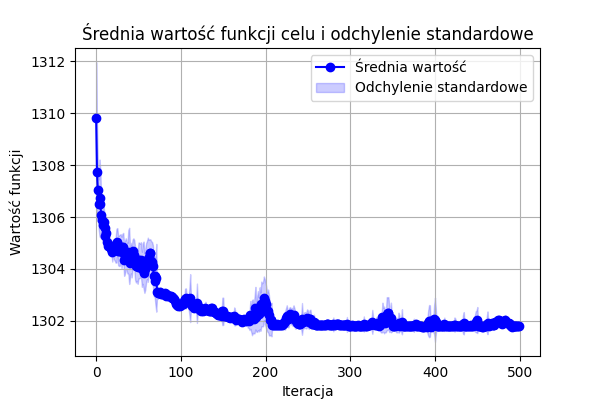 Średnia wartość funkcji celu i odchylenie standardowe
Średnia wartość
Odchylenie standardowe
Wartość funkcji
1312
1310
1308
1306
1304
1302
0 100 200 300 400 500
Iteracja